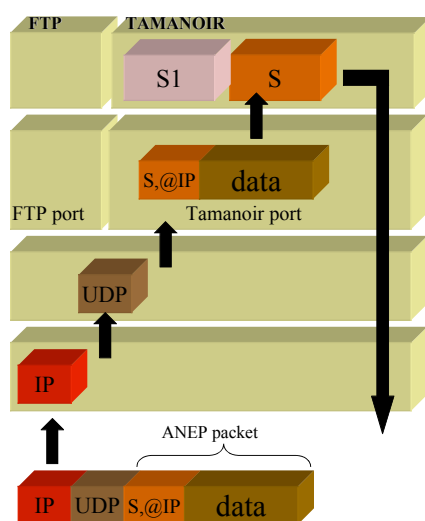 FTP TAMANOIR
S1 S
S,@IP data
FTP port Tamanoir port
UDP
IP
ANEP packet
IP UDP S,@IP data